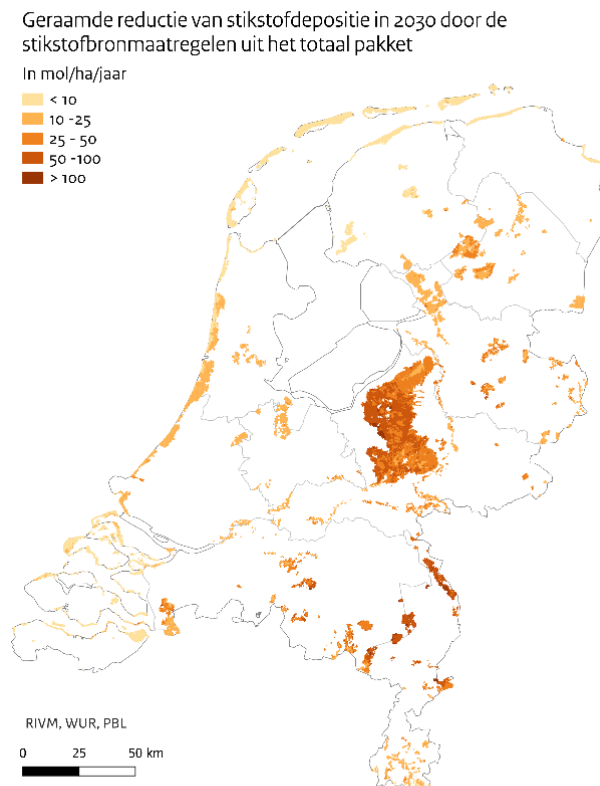 Geraamde reductie van stikstofdepositie in 2030 door de
stikstofbronmaatregelen uit het totaal pakket
In mol/ha/jaar
< 10
10 -25
25 - 50
50 -100
> 100
RIVM, WUR, PBL
0 25 50 km